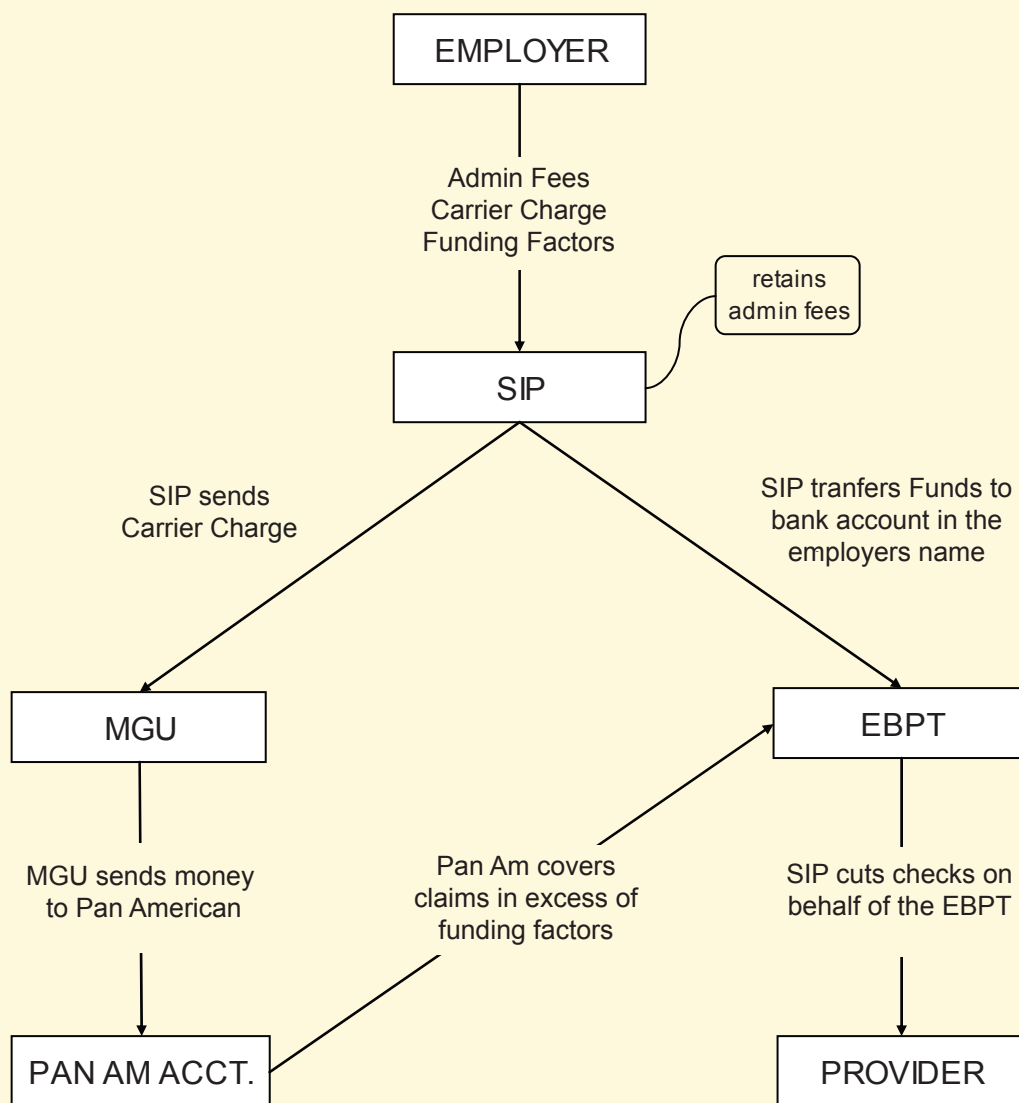 EMPLOYER
Admin Fees
Carrier Charge
Funding Factors
retains
admin fees
SIP
SIP sends
Carrier Charge
SIP tranfers Funds to
bank account in the
employers name
MGU
EBPT
MGU sends money
to Pan American
Pan Am covers
claims in excess of
funding factors
SIP cuts checks on
behalf of the EBPT
PAN AM ACCT.
PROVIDER